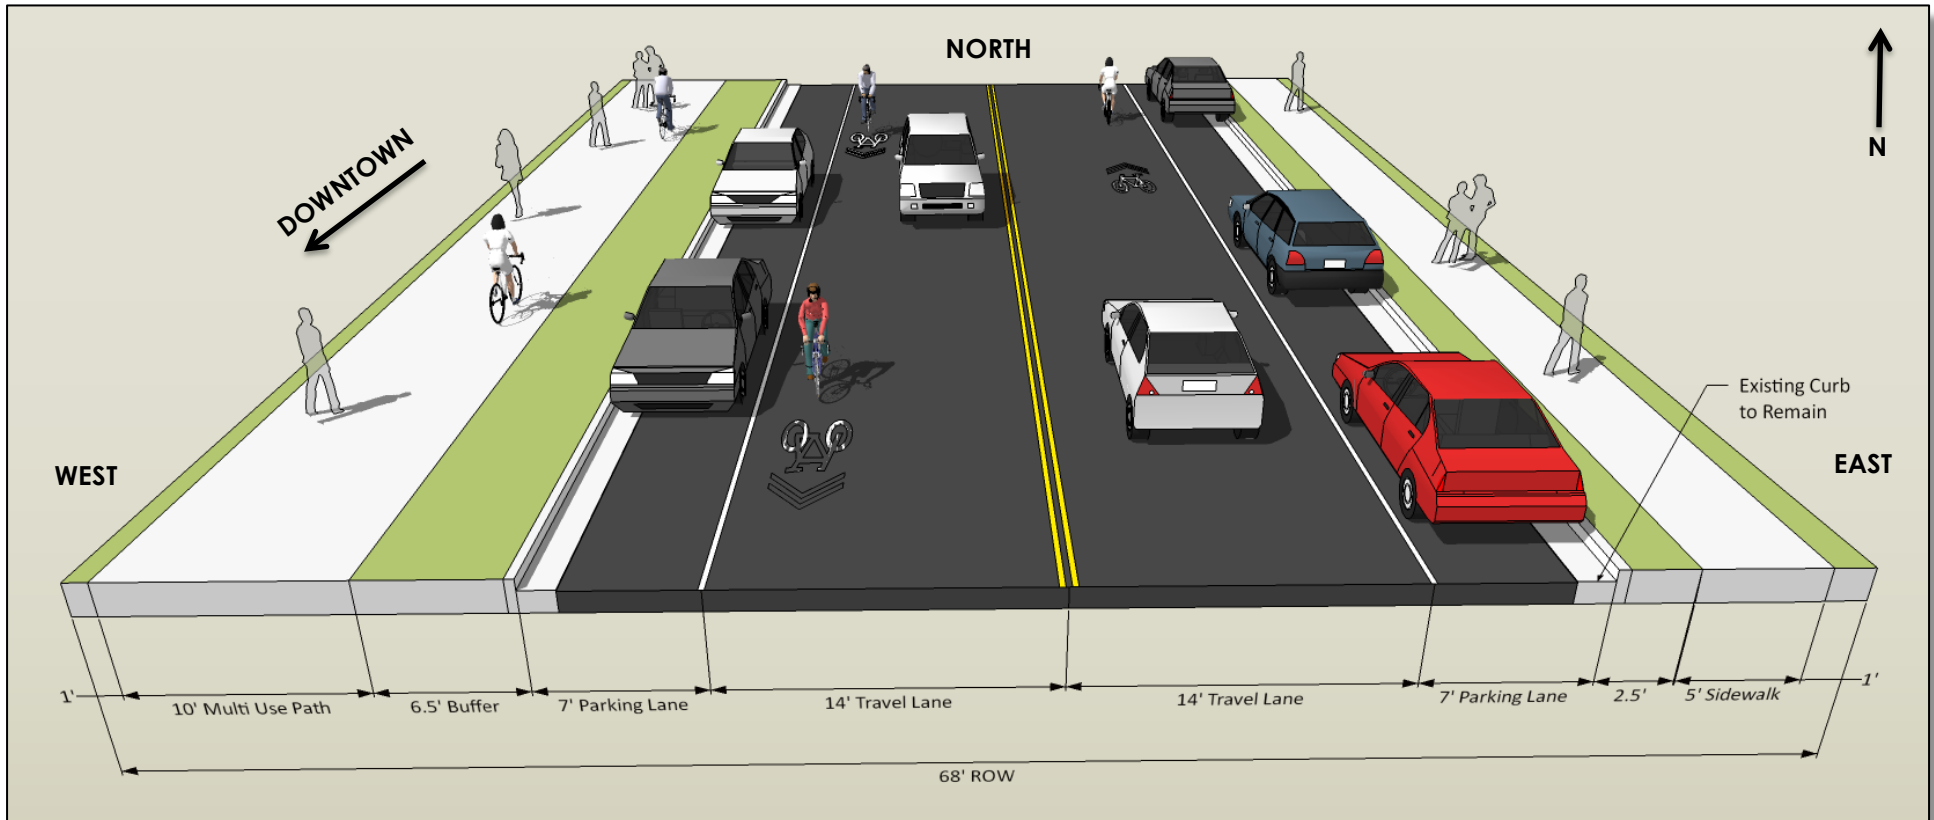 NORTH
N
DOWNTOWN
Existing Curb
to Remain
WEST
EAST
1'
10' Multi Use Path
6.5' Buffer
7' Parking Lane
14' Travel Lane
14' Travel Lane
7' Parking Lane
2.5'
5' Sidewalk
1'
68' ROW